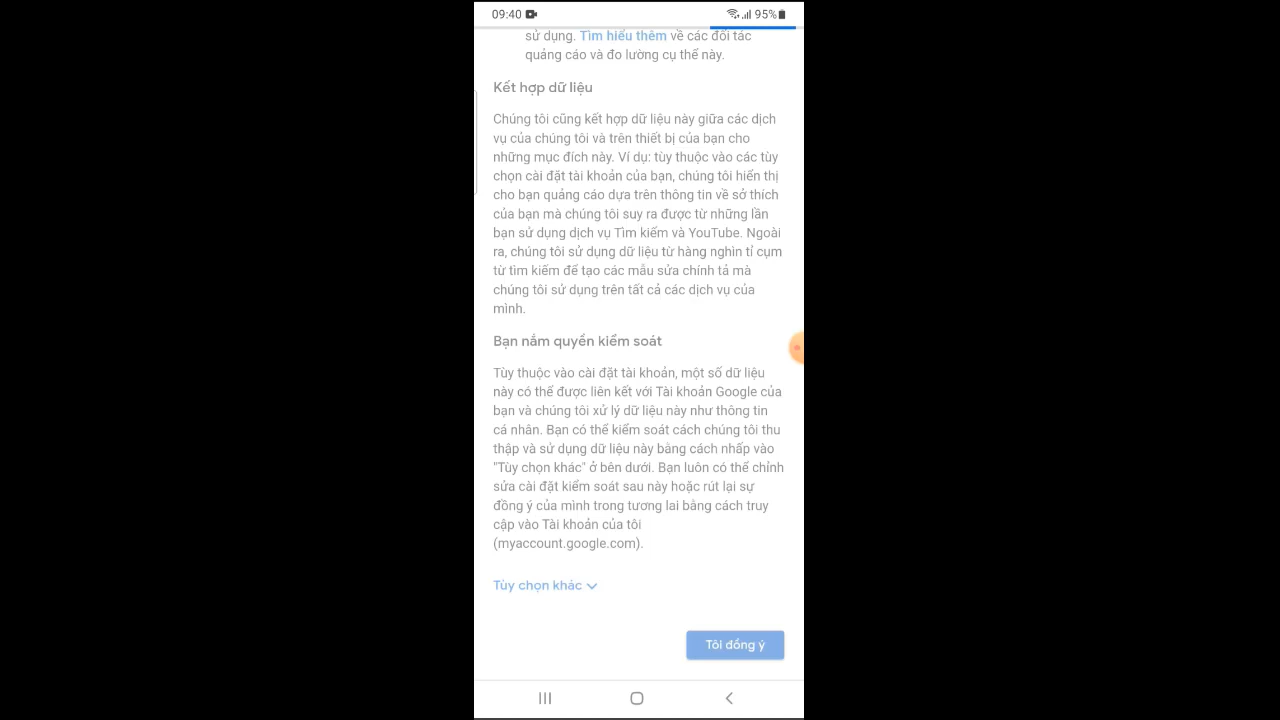 09:40
95%
sử dụng. Tìm hiểu thêm về các đối tác
quảng cáo và đo lường cụ thể này.
Kết hợp dữ liệu
Chúng tôi cũng kết hợp dữ liệu này giữa các dịch
vụ của chúng tôi và trên thiết bị của bạn cho
những mục đích này. Ví dụ: tùy thuộc vào các tùy
chọn cài đặt tài khoản của bạn, chúng tôi hiển thị
cho bạn quảng cáo dựa trên thông tin về sở thích
của bạn mà chúng tôi suy ra được từ những lần
bạn sử dụng dịch vụ Tìm kiếm và YouTube. Ngoài
ra, chúng tôi sử dụng dữ liệu từ hàng nghìn tỉ cụm
từ tìm kiếm để tạo các mẫu sửa chính tả mà
chúng tôi sử dụng trên tất cả các dịch vụ của
mình.
Bạn nắm quyền kiểm soát
Tùy thuộc vào cài đặt tài khoản, một số dữ liệu
này có thể được liên kết với Tài khoản Google của
bạn và chúng tôi xử lý dữ liệu này như thông tin
cá nhân. Bạn có thể kiểm soát cách chúng tôi thu
thập và sử dụng dữ liệu này bằng cách nhấp vào
"Tùy chọn khác" ở bên dưới. Bạn luôn có thể chỉnh
sửa cài đặt kiểm soát sau này hoặc rút lại sự
đồng ý của mình trong tương lai bằng cách truy
cập vào Tài khoản của tôi
(myaccount.google.com).
Tùy chọn khác
Tôi đồng ý